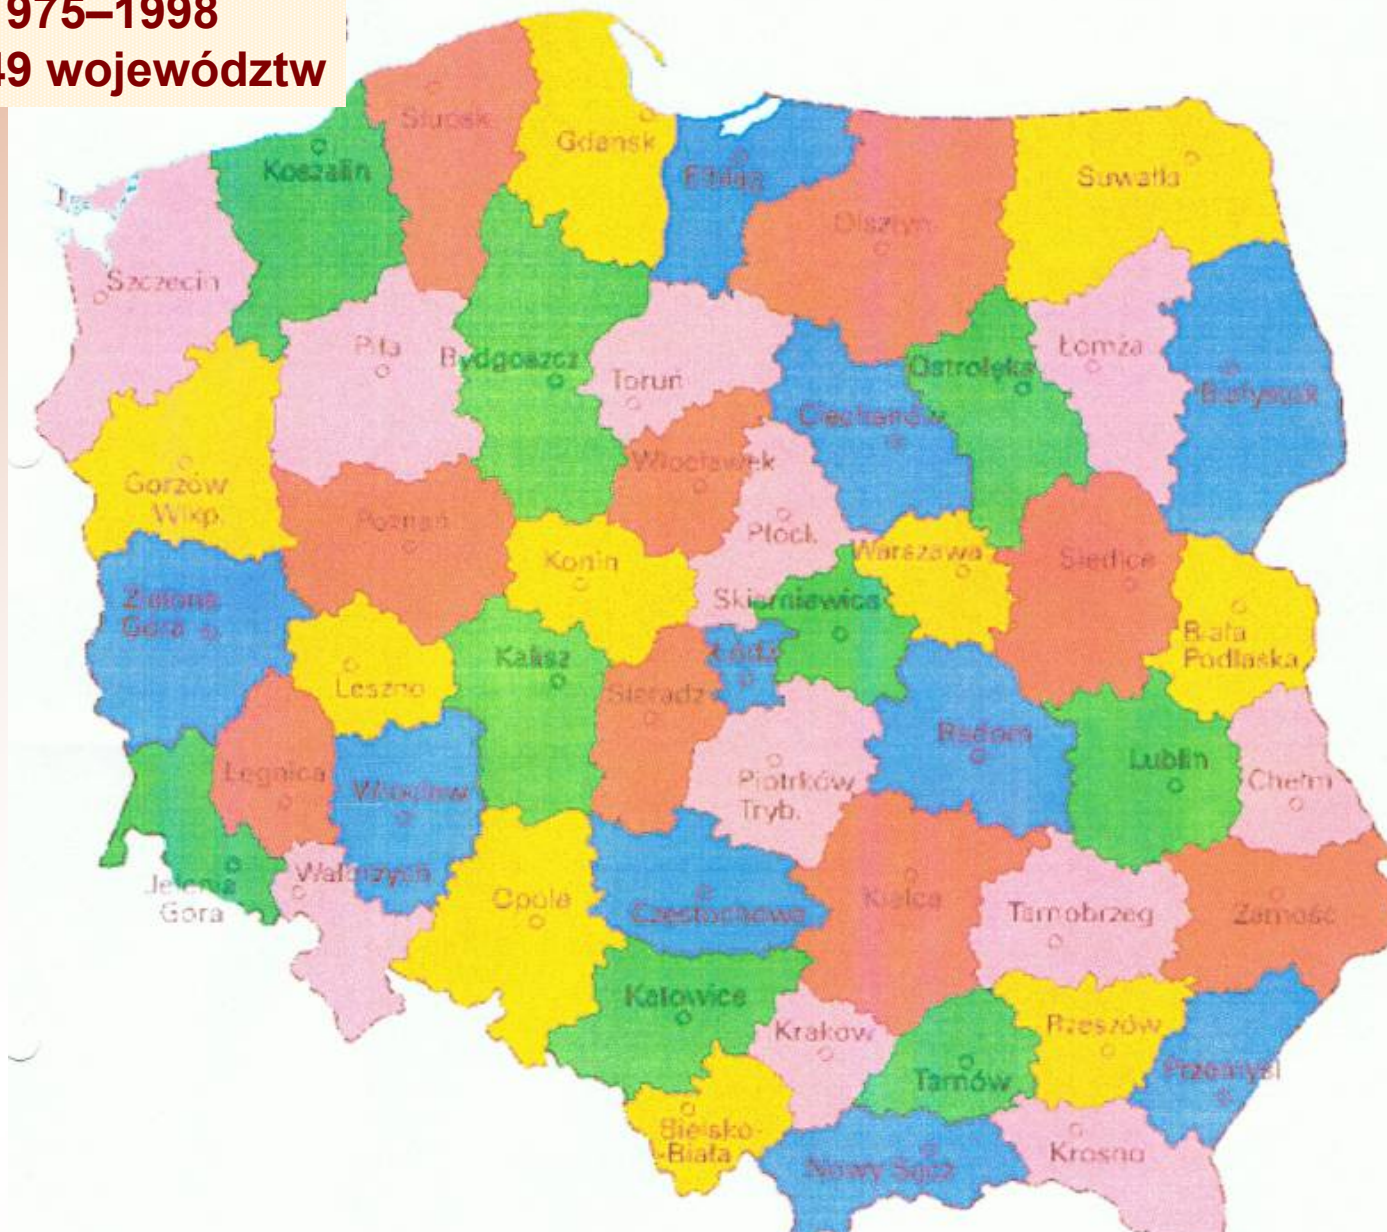 975–1998
49 województw
Słupsk
Gdańsk
Koszalin
Elbląg
Suwałki
Olsztyn
Szczecin
Piła
Bydgoszcz
Toruń
Ostrołęka
Łomża
Białystok
Ciechanów
Włocławek
Gorzów
Wlkp.
Poznań
Płock
Konin
Warszawa
Siedlce
Zielona
Góra
Skierniewice
Łódź
Biała
Podlaska
Kalisz
Leszno
Sieradz
Radom
Lublin
Legnica
Wrocław
Piotrków
Tryb.
Chełm
Jelenia
Góra
Wałbrzych
Opole
Częstochowa
Kielce
Tarnobrzeg
Zamość
Katowice
Kraków
Rzeszów
Tarnów
Przemyśl
Bielsko-
-Biała
Nowy Sącz
Krosno